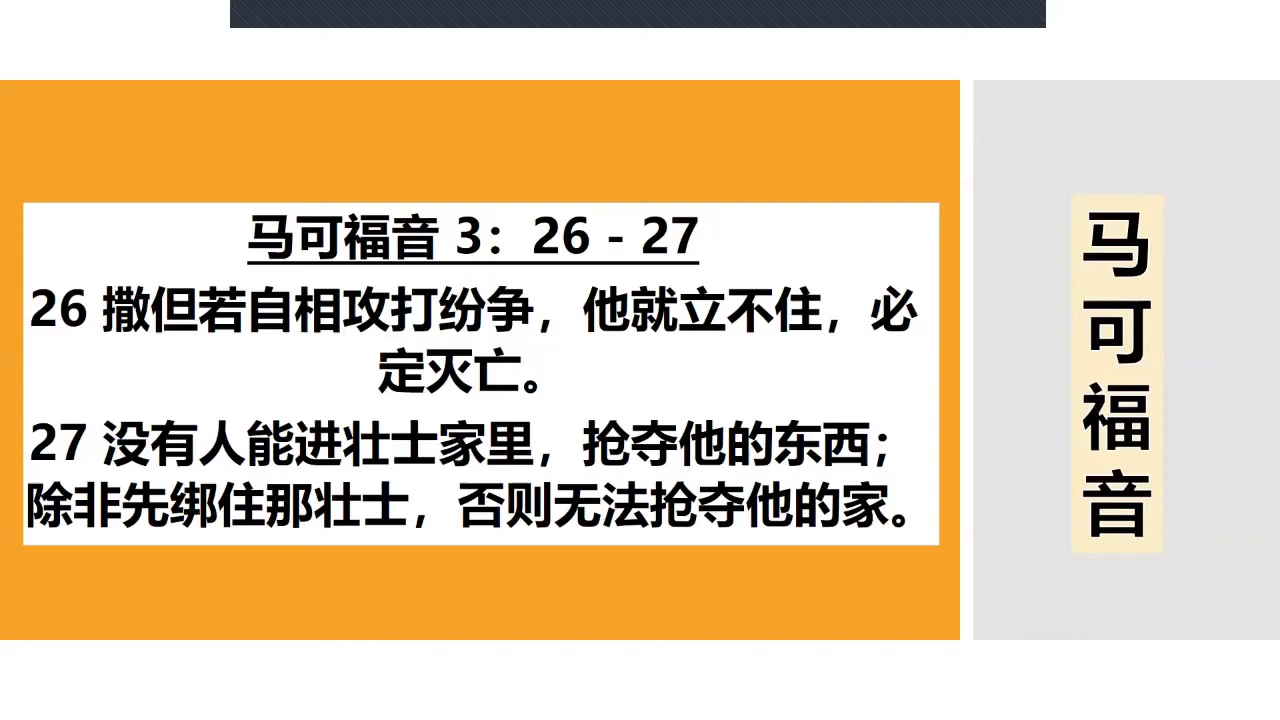 马可福音 3：26 - 27
26 撒但若自相攻打纷争，他就立不住，必
定灭亡。
27 没有人能进壮士家里，抢夺他的东西；
除非先绑住那壮士，否则无法抢夺他的家。
马
可
福
音